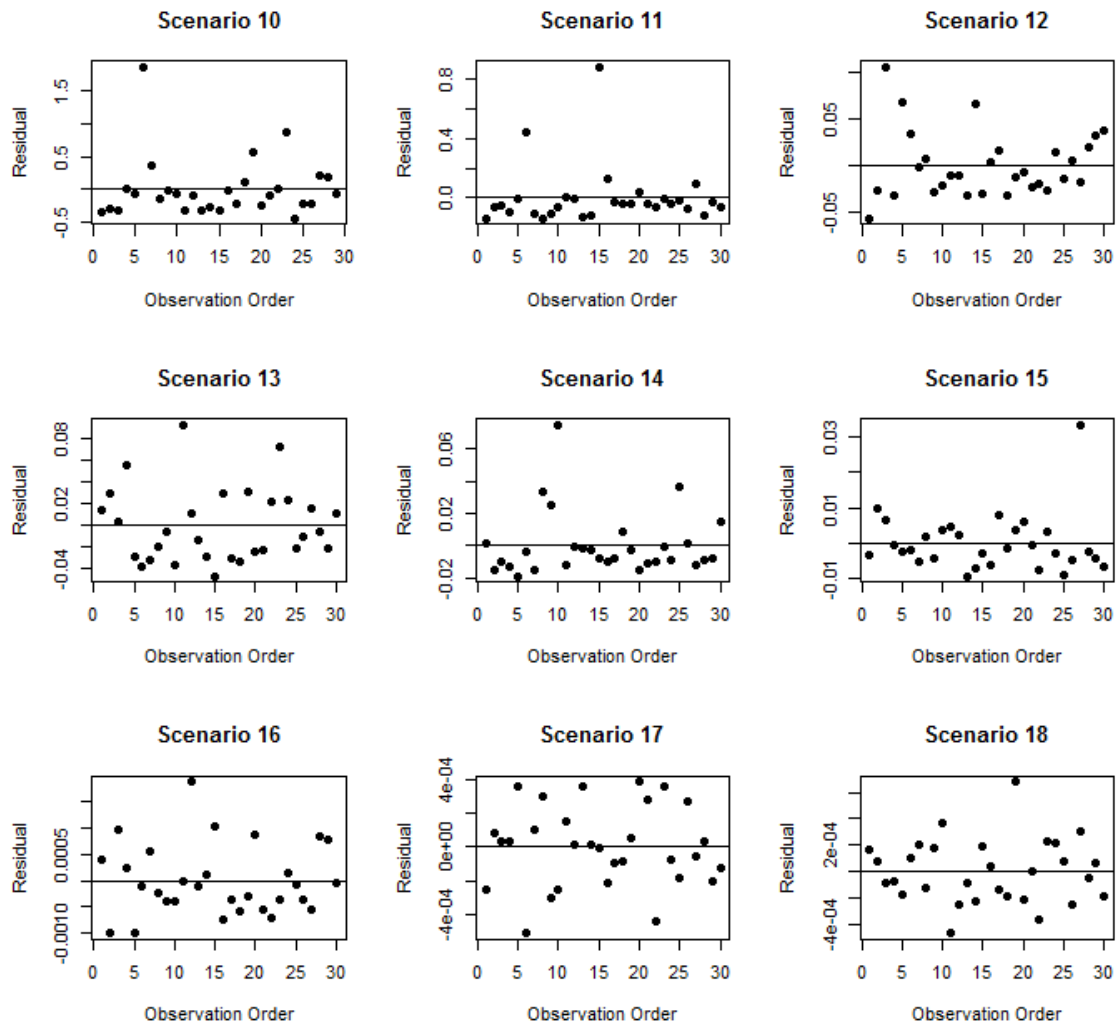 Scenario 10
Residual
1.5
0.5
-0.5
0 5 10 15 20 25 30
Observation Order
Scenario 11
Residual
0.8
0.4
0.0
0 5 10 15 20 25 30
Observation Order
Scenario 12
Residual
0.05
-0.05
0 5 10 15 20 25 30
Observation Order
Scenario 13
Residual
0.08
0.02
-0.04
0 5 10 15 20 25 30
Observation Order
Scenario 14
Residual
0.06
0.02
-0.02
0 5 10 15 20 25 30
Observation Order
Scenario 15
Residual
0.03
0.01
-0.01
0 5 10 15 20 25 30
Observation Order
Scenario 16
Residual
0.0005
-0.0010
0 5 10 15 20 25 30
Observation Order
Scenario 17
Residual
4e-04
0e+00
-4e-04
0 5 10 15 20 25 30
Observation Order
Scenario 18
Residual
2e-04
-4e-04
0 5 10 15 20 25 30
Observation Order